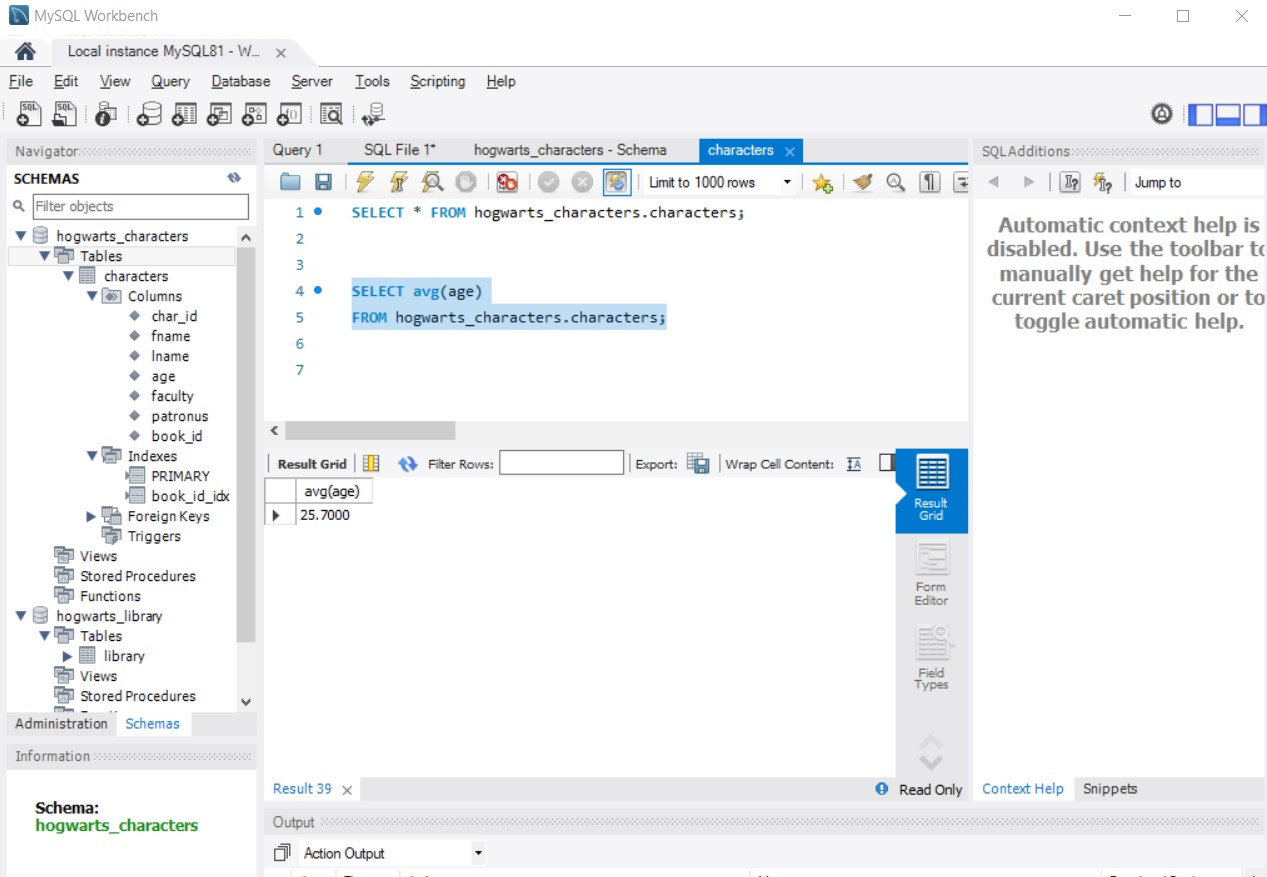 MySQL Workbench
Local instance MySQL81 - W...
File Edit View Query Database Server Tools Scripting Help
Navigator
SCHEMAS
Filter objects
hogwarts_characters
Tables
characters
Columns
char_id
fname
lname
age
faculty
patronus
book_id
Indexes
PRIMARY
book_id_idx
Foreign Keys
Triggers
Views
Stored Procedures
Functions
hogwarts_library
Tables
library
Views
Stored Procedures
Administration Schemas
Information
Schema:
hogwarts_characters
Query 1 SQL File 1* hogwarts_characters - Schema characters
Limit to 1000 rows
1 SELECT * FROM hogwarts_characters.characters;
2
3
4 SELECT avg(age)
5 FROM hogwarts_characters.characters;
6
7
Result Grid Filter Rows: Export: Wrap Cell Content:
avg(age)
25.7000
Result
Grid
Form
Editor
Field
Types
Result 39 Read Only
Output
Action Output
SQLAdditions
Jump to
Automatic context help is
disabled. Use the toolbar to
manually get help for the
current caret position or to
toggle automatic help.
Context Help Snippets